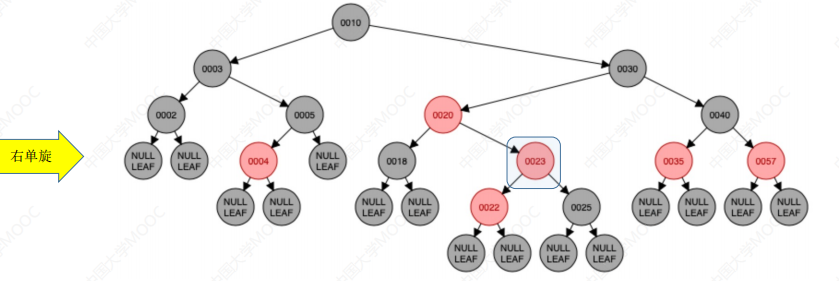 0010
0003
0030
0002
0005
0020
0040
右单旋
NULL
LEAF
NULL
LEAF
0004
NULL
LEAF
0018
0023
0035
0057
NULL
LEAF
NULL
LEAF
NULL
LEAF
NULL
LEAF
0022
0025
NULL
LEAF
NULL
LEAF
NULL
LEAF
NULL
LEAF
NULL
LEAF
NULL
LEAF
NULL
LEAF
NULL
LEAF
中国大学MOOC